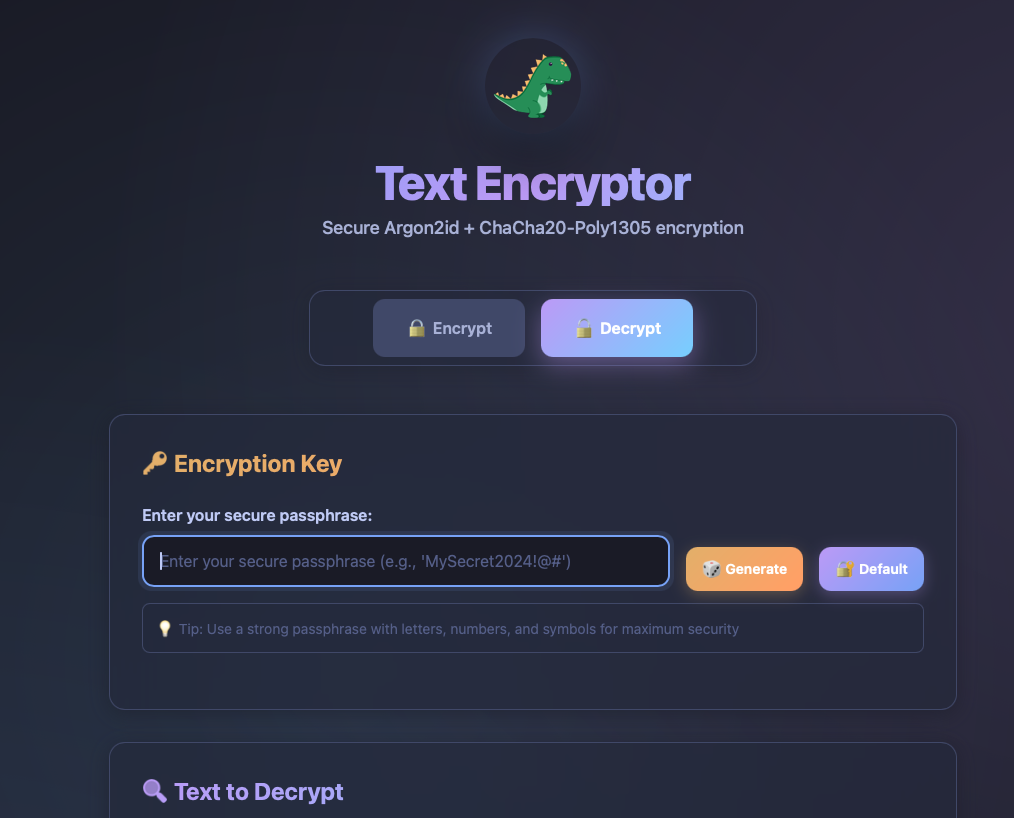 Text Encryptor
Secure Argon2id + ChaCha20-Poly1305 encryption
🔒 Encrypt
🔓 Decrypt
🔑 Encryption Key
Enter your secure passphrase:
Enter your secure passphrase (e.g., 'MySecret2024!@#')
🎲 Generate
🔐 Default
💡 Tip: Use a strong passphrase with letters, numbers, and symbols for maximum security
🔍 Text to Decrypt